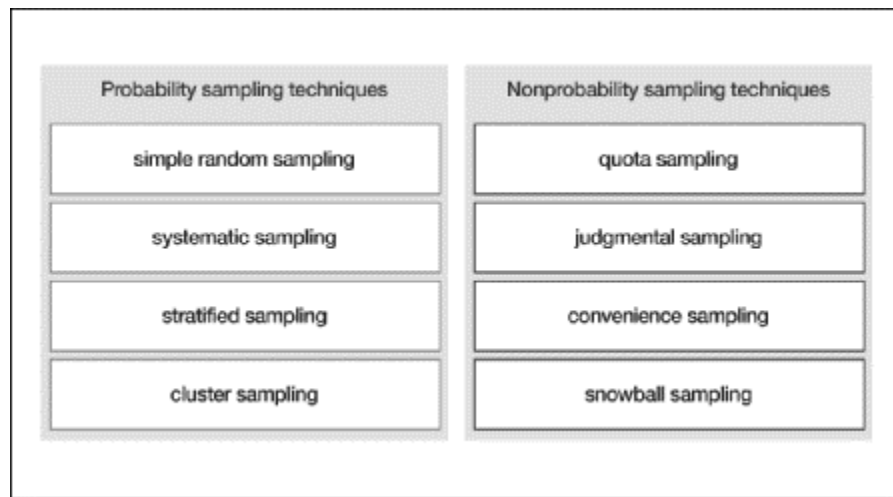 Probability sampling techniques
simple random sampling
systematic sampling
stratified sampling
cluster sampling
Nonprobability sampling techniques
quota sampling
judgmental sampling
convenience sampling
snowball sampling